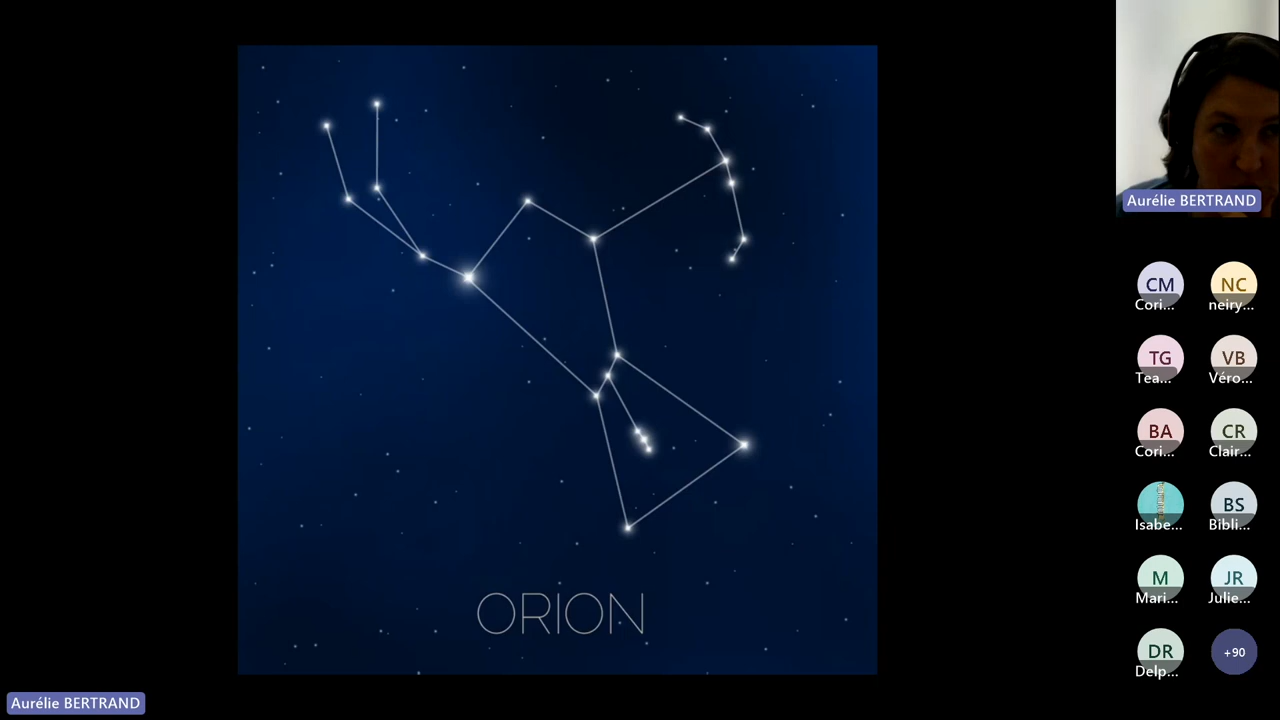 Aurélie BERTRAND
CM NC
Cori... neiry...
TG VB
Tea... Véro...
BA CR
Cori... Clair...
BS
Isabe... Bibli...
M JR
Mari... Julie...
DR +90
Delp...
ORION
Aurélie BERTRAND